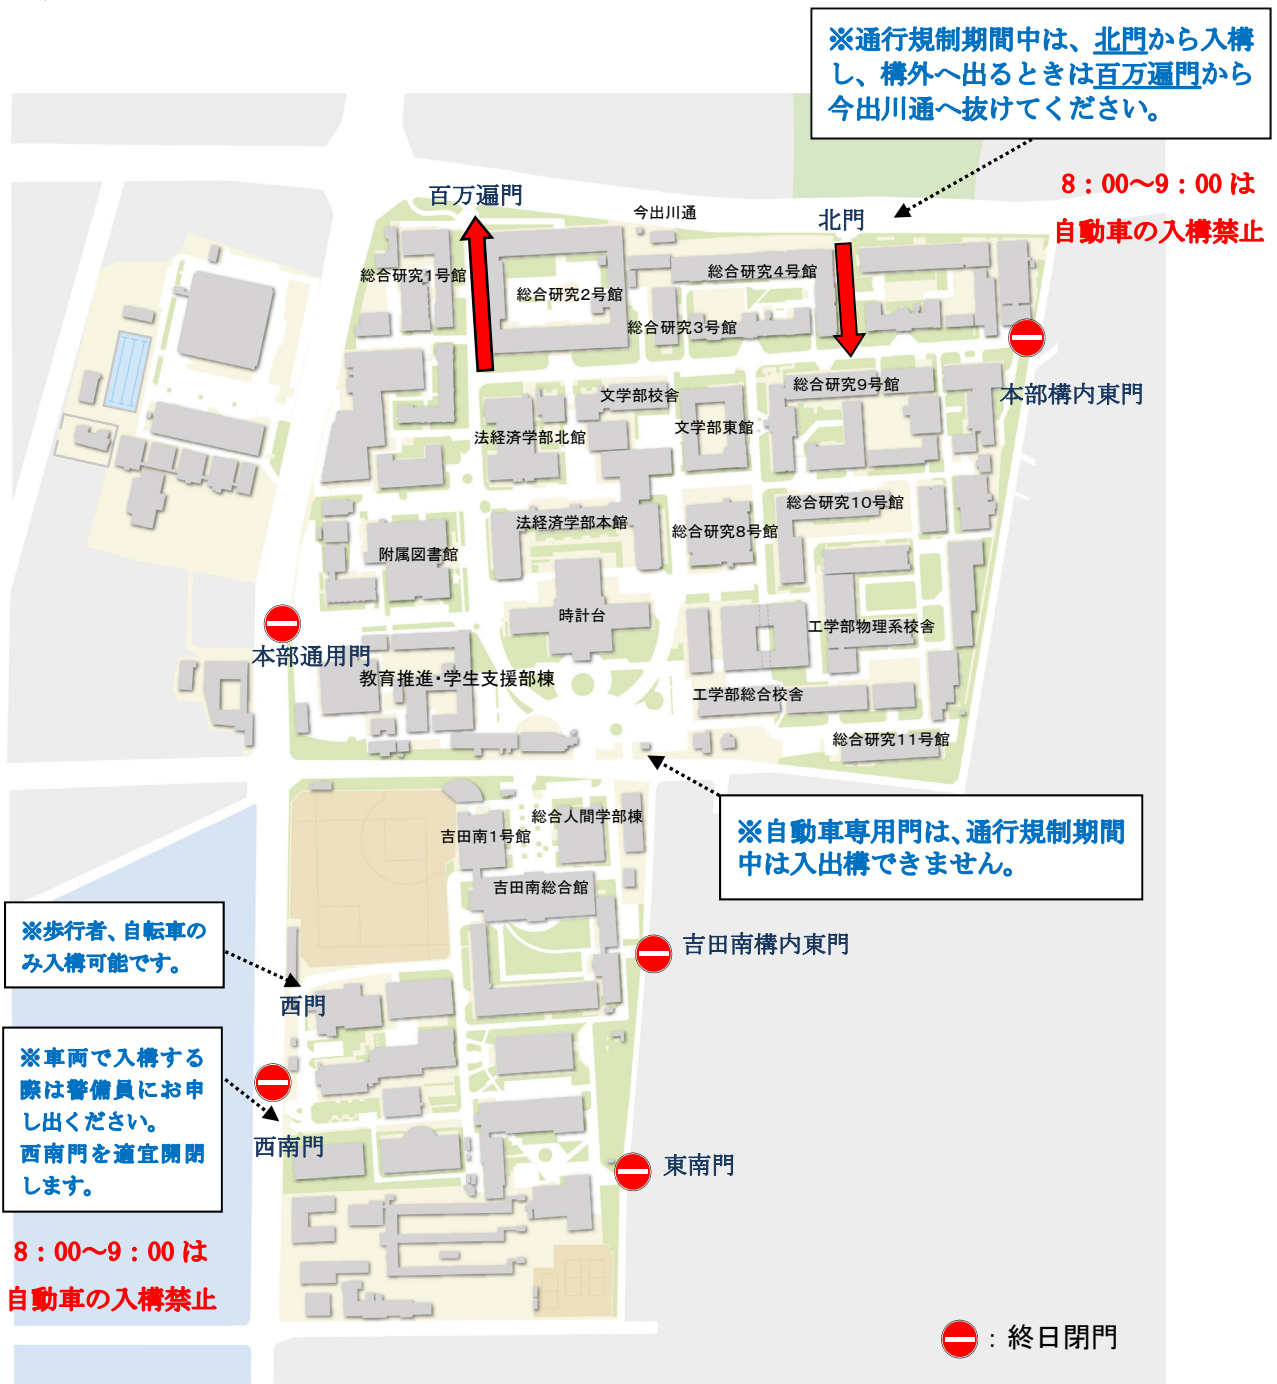 ※通行規制期間中は、北門から入構
し、構外へ出るときは百万遍門から
今出川通へ抜けてください。
8：00～9：00 は
自動車の入構禁止
百万遍門
今出川通
北門
総合研究1号館
総合研究2号館
総合研究4号館
総合研究3号館
本部構内東門
総合研究9号館
文学部校舎
文学部東館
法経済学部北館
総合研究10号館
法経済学部本館
総合研究8号館
附属図書館
時計台
工学部物理系校舎
本部通用門
教育推進・学生支援部棟
工学部総合校舎
総合研究11号館
※自動車専用門は、通行規制期間
中は入出構できません。
総合人間学部棟
吉田南1号館
吉田南総合館
吉田南構内東門
※歩行者、自転車の
み入構可能です。
西門
※車両で入構する
際は警備員にお申
し出ください。
西南門を適宜開閉
します。
西南門
東南門
8：00～9：00 は
自動車の入構禁止
：終日閉門